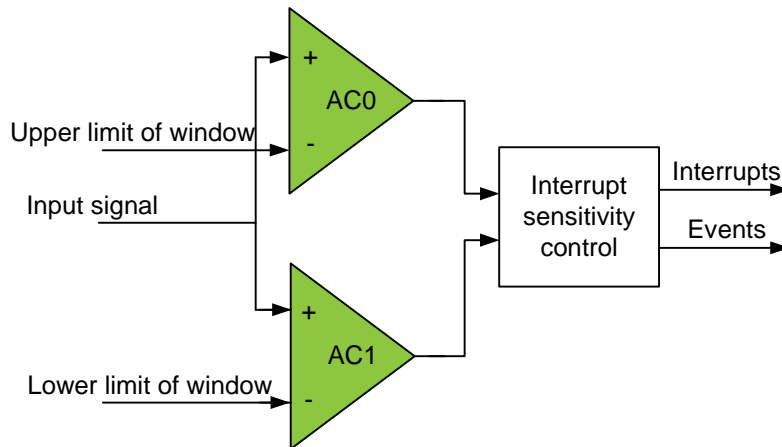 +
AC0
Upper limit of window
-
Input signal
Interrupt
sensitivity
control
Interrupts
Events
+
AC1
Lower limit of window
-